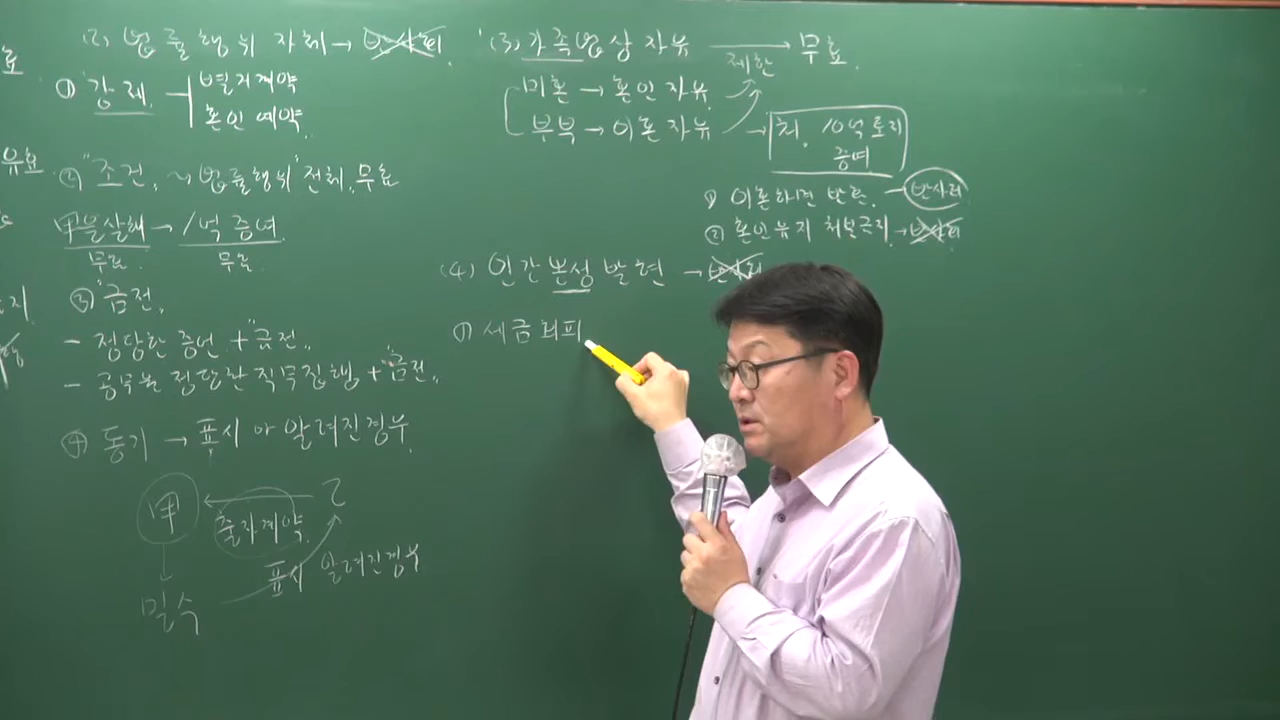 (2) 법률행위 자체 → 반사회
① 강제 별거계약
혼인예약
② "조건" ~ 법률행위 전체 무효
甲을 살해 → 1억 증여
무효 무효
③ "금전"
- 정당한 증언 + "금전"
- 공무원 정당한 직무집행 + "금전"
④ 동기 → 표시 or 알려진경우
甲 乙
출자계약
표시 알려진경우
밀수
(3) 가족법상 자유 → 무효
제한
미혼 → 혼인자유
부부 → 이혼자유
처. 10억 토지
증여
① 이혼하면 반환 - 반사회
② 혼인유지 처분금지 → 반사회
(4) 인간본성 발현 → 반사회
① 세금회피